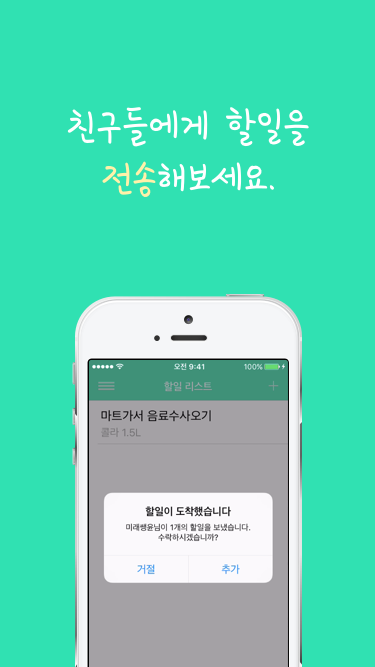 친구들에게 할일을
전송해보세요.
오전 9:41
100%
할일 리스트
마트가서 음료수사오기
콜라 1.5L
할일이 도착했습니다
미래쌩윤님이 1개의 할일을 보냈습니다.
수락하시겠습니까?
거절
추가